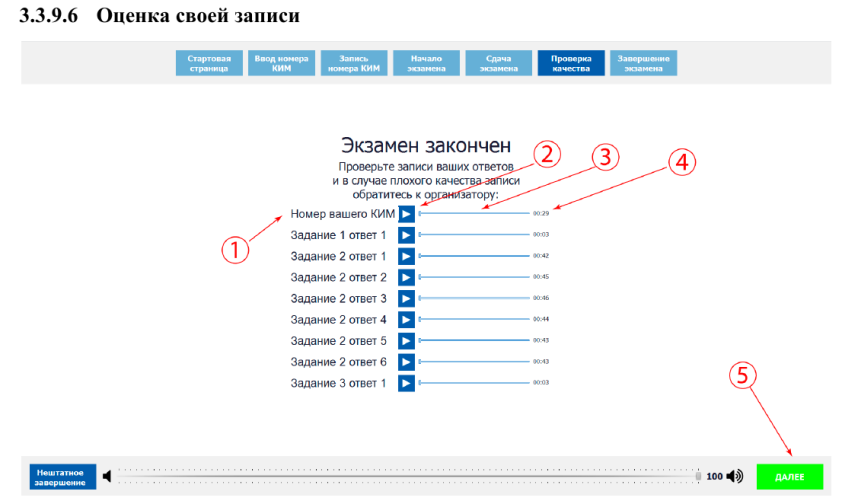 3.3.9.6 Оценка своей записи
Стартовая страница
Ввод номера КИМ
Запись номера КИМ
Начало экзамена
Сдача экзамена
Проверка качества
Завершение экзамена
Экзамен закончен
Проверьте записи ваших ответов
и в случае плохого качества записи
обратитесь к организатору:
1
2
3
4
5
Номер вашего КИМ 00:29
Задание 1 ответ 1 00:03
Задание 2 ответ 1 00:42
Задание 2 ответ 2 00:45
Задание 2 ответ 3 00:46
Задание 2 ответ 4 00:44
Задание 2 ответ 5 00:43
Задание 2 ответ 6 00:43
Задание 3 ответ 1 00:03
Нештатное
завершение
100
ДАЛЕЕ